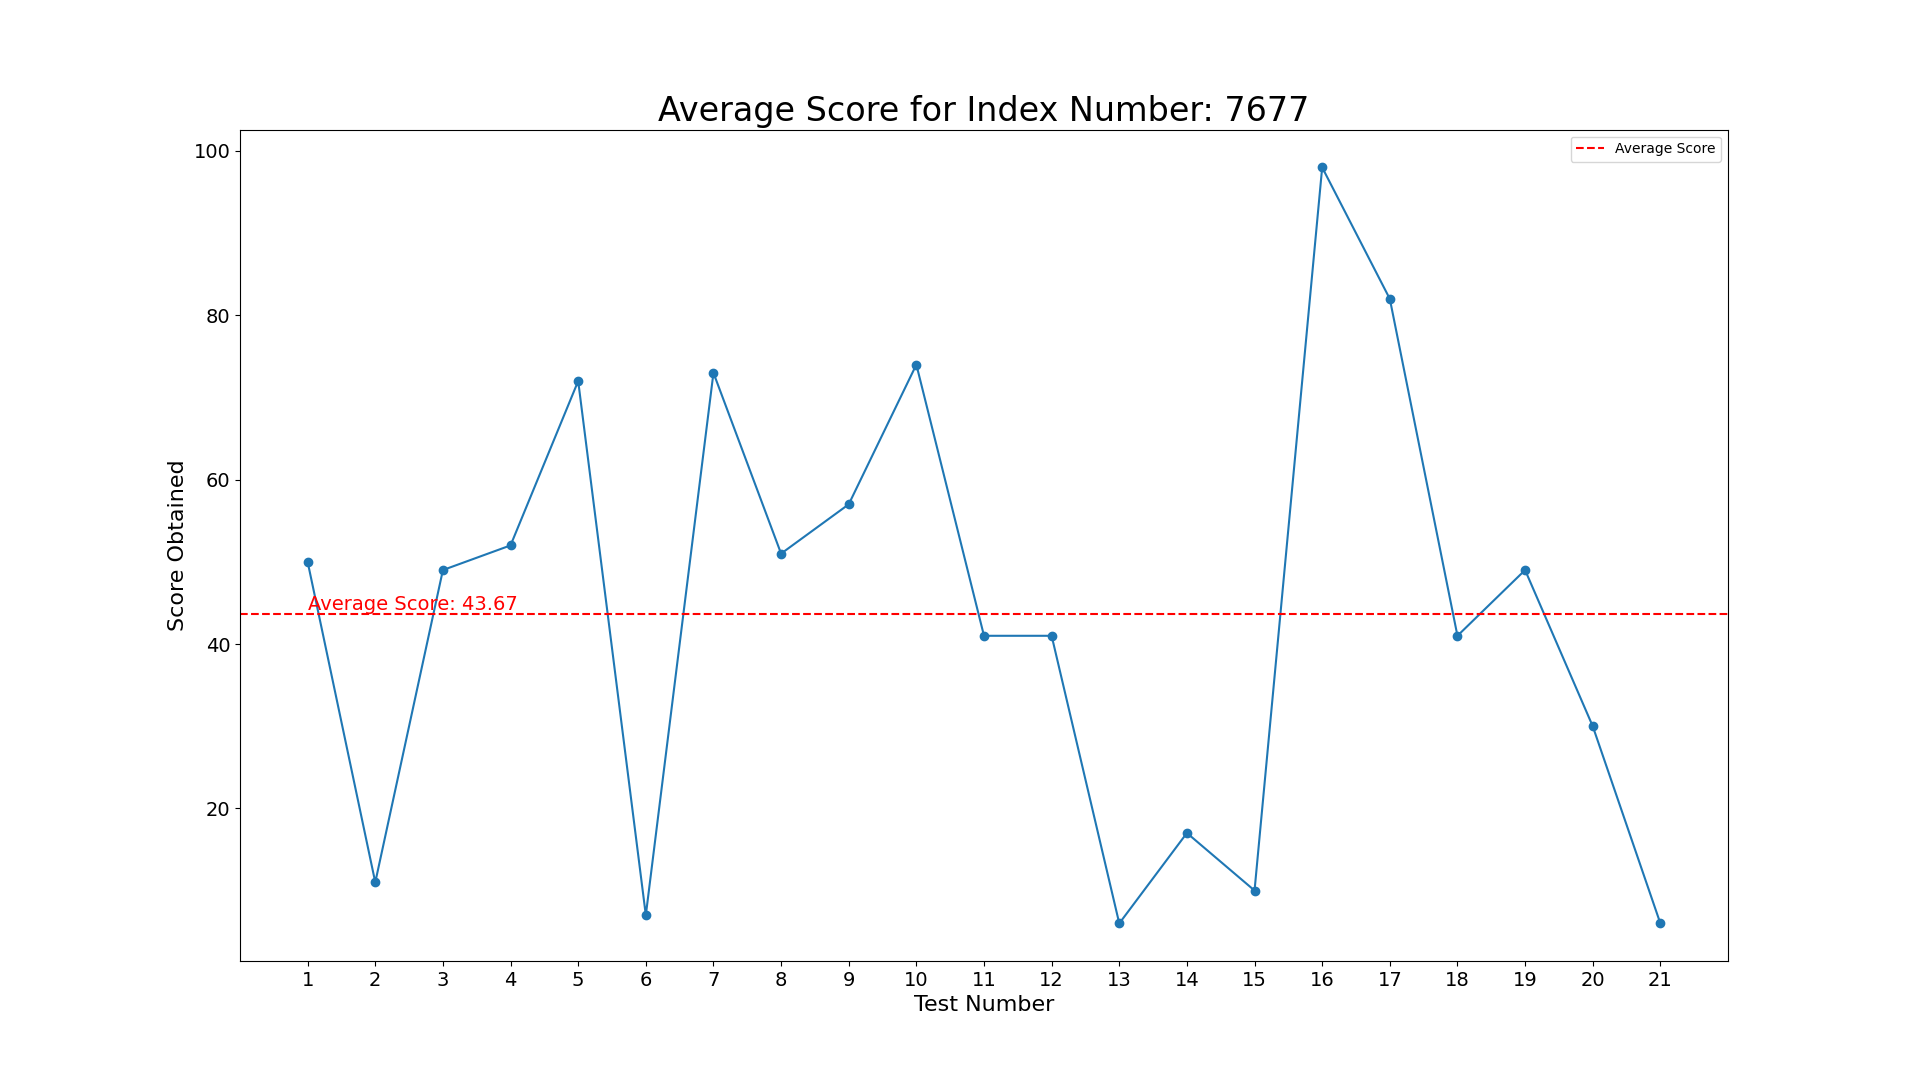 Average Score for Index Number: 7677
Average Score
100
80
60
40
20
Score Obtained
Average Score: 43.67
1 2 3 4 5 6 7 8 9 10 11 12 13 14 15 16 17 18 19 20 21
Test Number